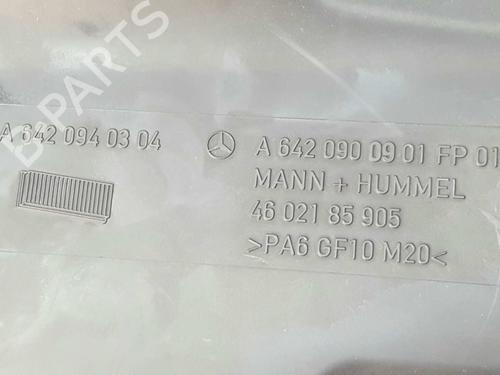 B-PARTS
A 642 094 03 04
A 642 090 09 01 FP 01
MANN + HUMMEL
46 021 85 905
>PA6 GF10 M20<